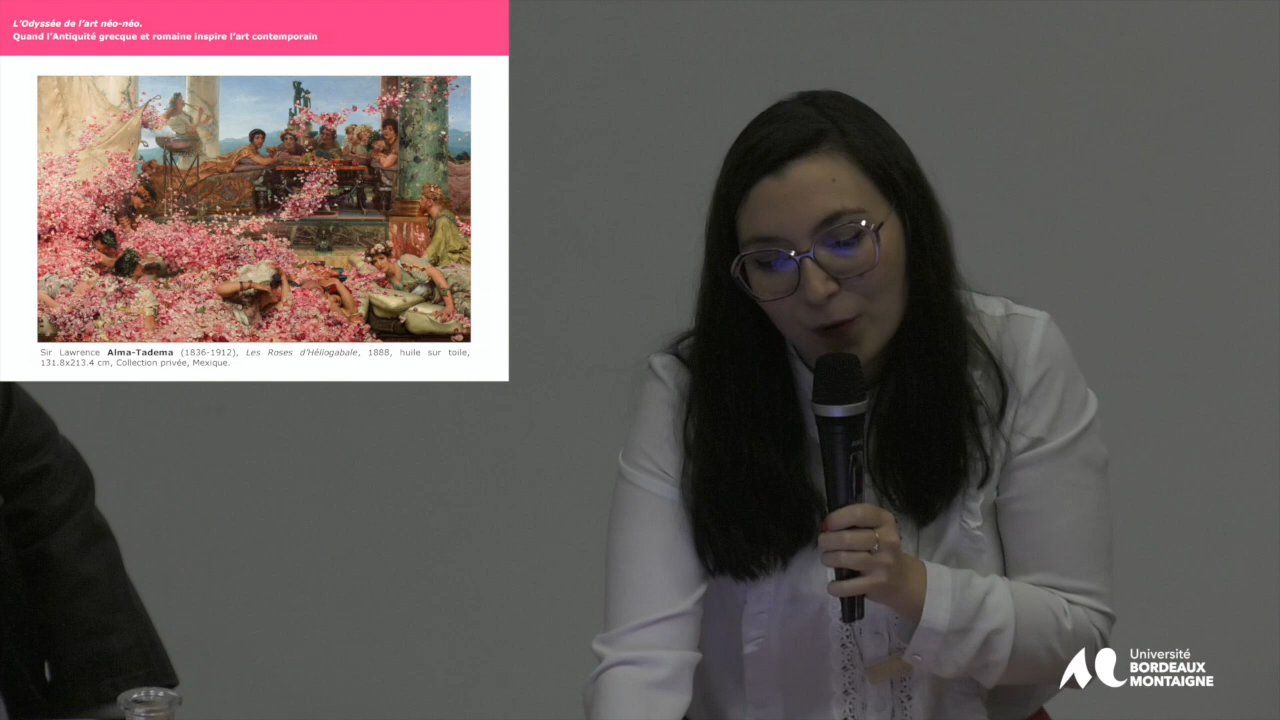 L'Odyssée de l'art néo-néo.
Quand l'Antiquité grecque et romaine inspire l'art contemporain
Sir Lawrence Alma-Tadema (1836-1912), Les Roses d'Héliogabale, 1888, huile sur toile,
131.8x213.4 cm, Collection privée, Mexique.
Université
BORDEAUX
MONTAIGNE